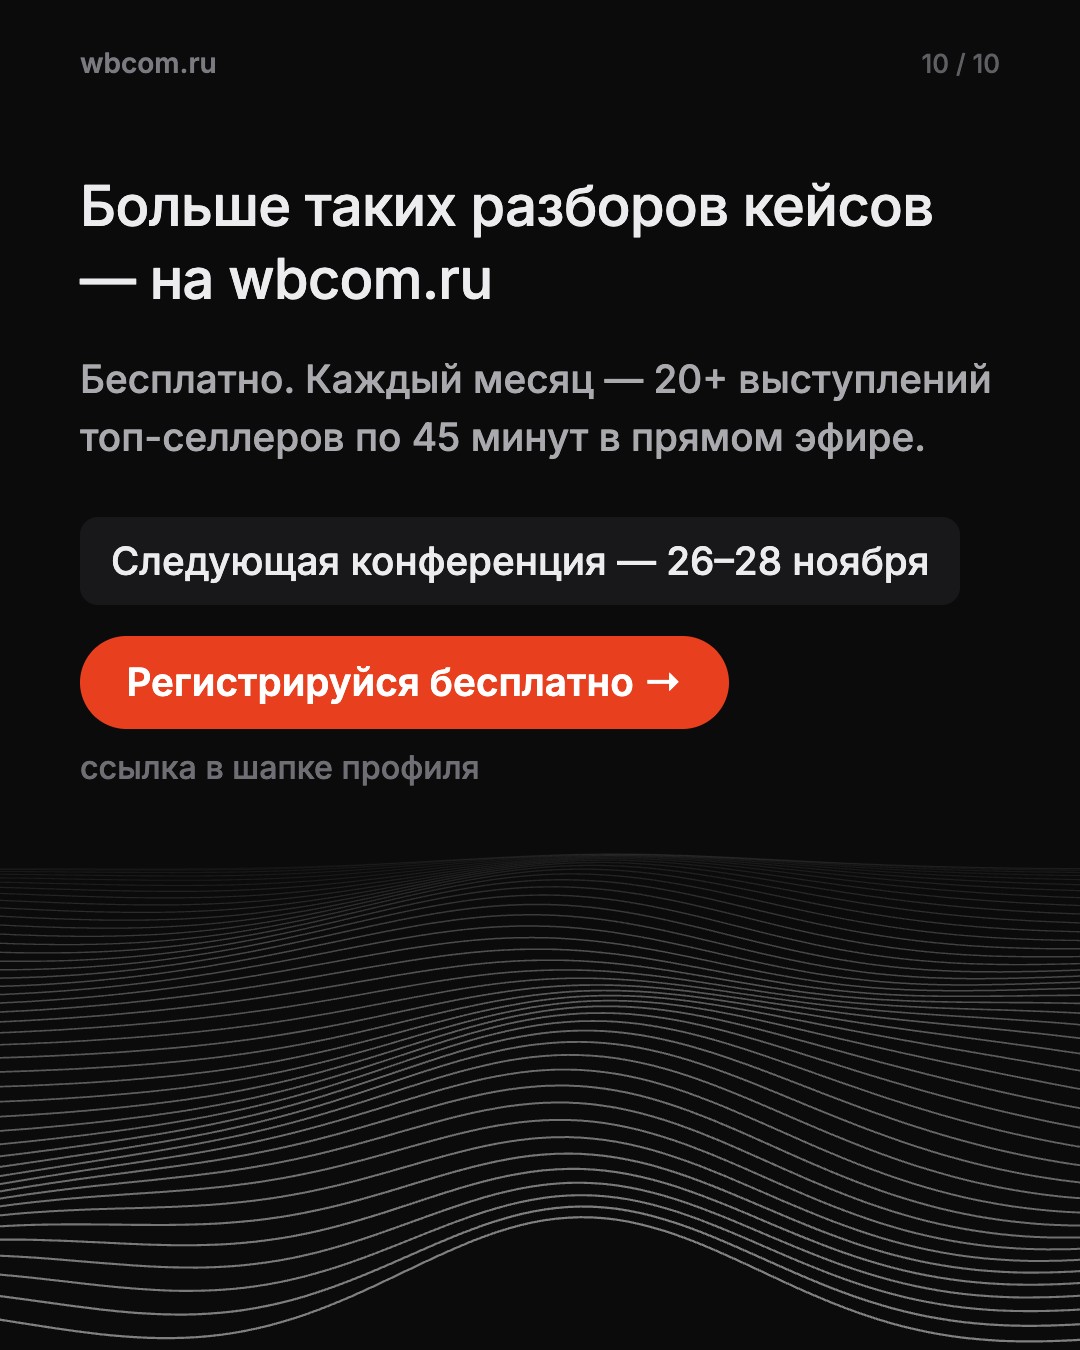 wbcom.ru
10 / 10
Больше таких разборов кейсов
— на wbcom.ru
Бесплатно. Каждый месяц — 20+ выступлений
топ-селлеров по 45 минут в прямом эфире.
Следующая конференция — 26–28 ноября
Регистрируйся бесплатно →
ссылка в шапке профиля